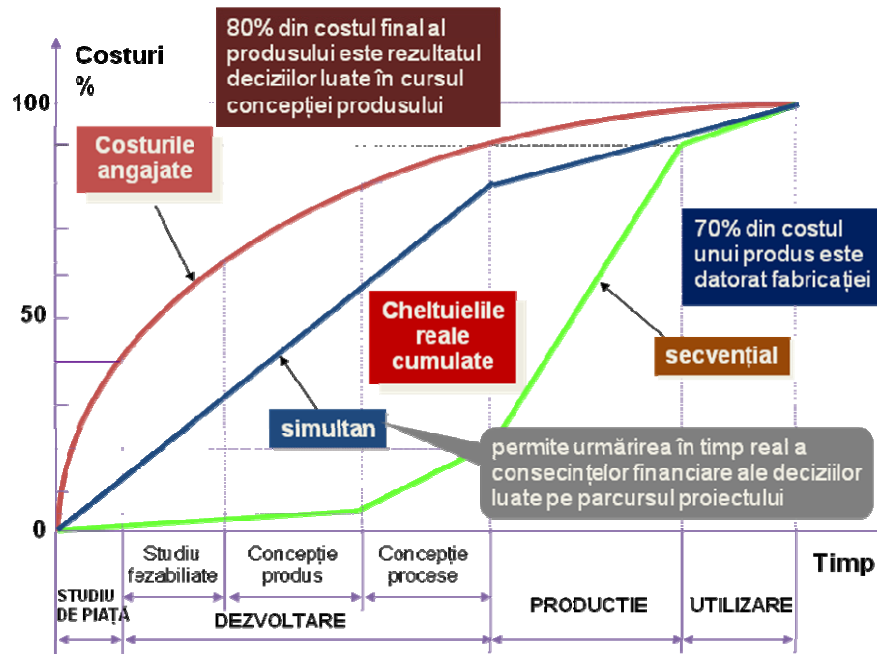 80% din costul final al
produsului este rezultatul
deciziilor luate în cursul
concepției produsului
Costuri
%
100
Costurile
angajate
70% din costul
unui produs este
datorat fabricației
50
Cheltuielile
reale
cumulate
secvențial
simultan
permite urmărirea în timp real a
consecințelor financiare ale deciziilor
luate pe parcursul proiectului
0
Studiu
fezabiliate
Concepție
produs
Concepție
procese
Timp
STUDIU
DE PIAȚĂ
DEZVOLTARE
PRODUCTIE
UTILIZARE